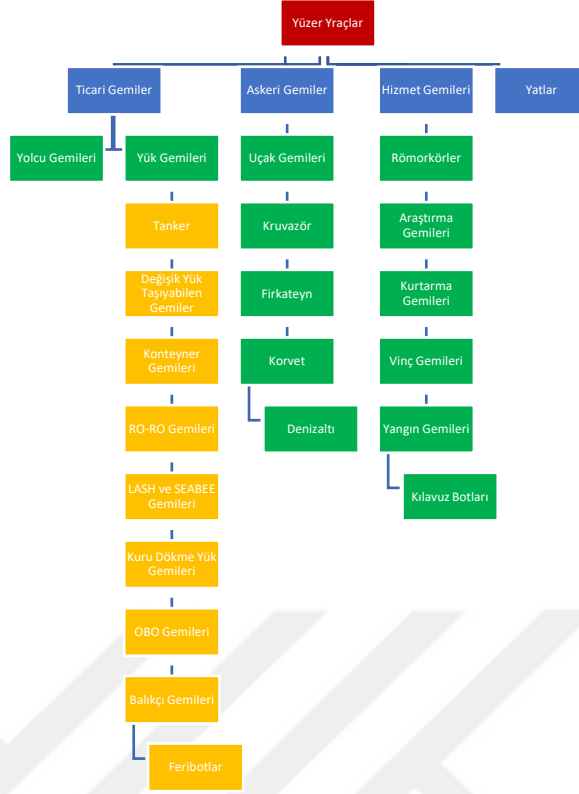 Yüzer Yraçlar
Ticari Gemiler
Askeri Gemiler
Hizmet Gemileri
Yatlar
Yolcu Gemileri
Yük Gemileri
Uçak Gemileri
Römorkörler
Tanker
Kruvazör
Araştırma
Gemileri
Değişik Yük
Taşıyabilen
Gemiler
Firkateyn
Kurtarma
Gemileri
Konteyner
Gemileri
Korvet
Vinç Gemileri
RO-RO Gemileri
Denizaltı
Yangın Gemileri
LASH ve SEABEE
Gemileri
Kılavuz Botları
Kuru Dökme Yük
Gemileri
OBO Gemileri
Balıkçı Gemileri
Feribotlar